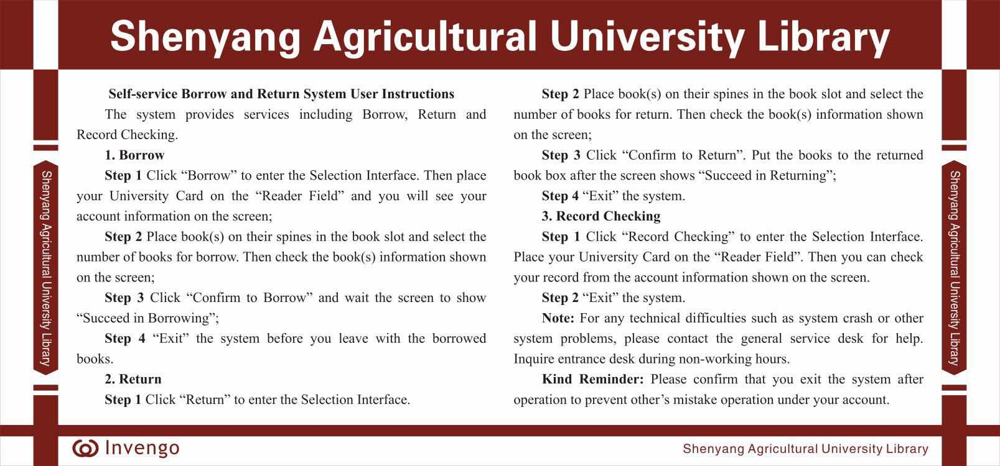 Shenyang Agricultural University Library
Self-service Borrow and Return System User Instructions
The system provides services including Borrow, Return and
Record Checking.
1. Borrow
Step 1 Click “Borrow” to enter the Selection Interface. Then place
your University Card on the “Reader Field” and you will see your
account information on the screen;
Step 2 Place book(s) on their spines in the book slot and select the
number of books for borrow. Then check the book(s) information shown
on the screen;
Step 3 Click “Confirm to Borrow” and wait the screen to show
“Succeed in Borrowing”;
Step 4 “Exit” the system before you leave with the borrowed
books.
2. Return
Step 1 Click “Return” to enter the Selection Interface.
Step 2 Place book(s) on their spines in the book slot and select the
number of books for return. Then check the book(s) information shown
on the screen;
Step 3 Click “Confirm to Return”. Put the books to the returned
book box after the screen shows “Succeed in Returning”;
Step 4 “Exit” the system.
3. Record Checking
Step 1 Click “Record Checking” to enter the Selection Interface.
Place your University Card on the “Reader Field”. Then you can check
your record from the account information shown on the screen.
Step 2 “Exit” the system.
Note: For any technical difficulties such as system crash or other
system problems, please contact the general service desk for help.
Inquire entrance desk during non-working hours.
Kind Reminder: Please confirm that you exit the system after
operation to prevent other’s mistake operation under your account.
Shenyang Agricultural University Library
Shenyang Agricultural University Library
Invengo
Shenyang Agricultural University Library